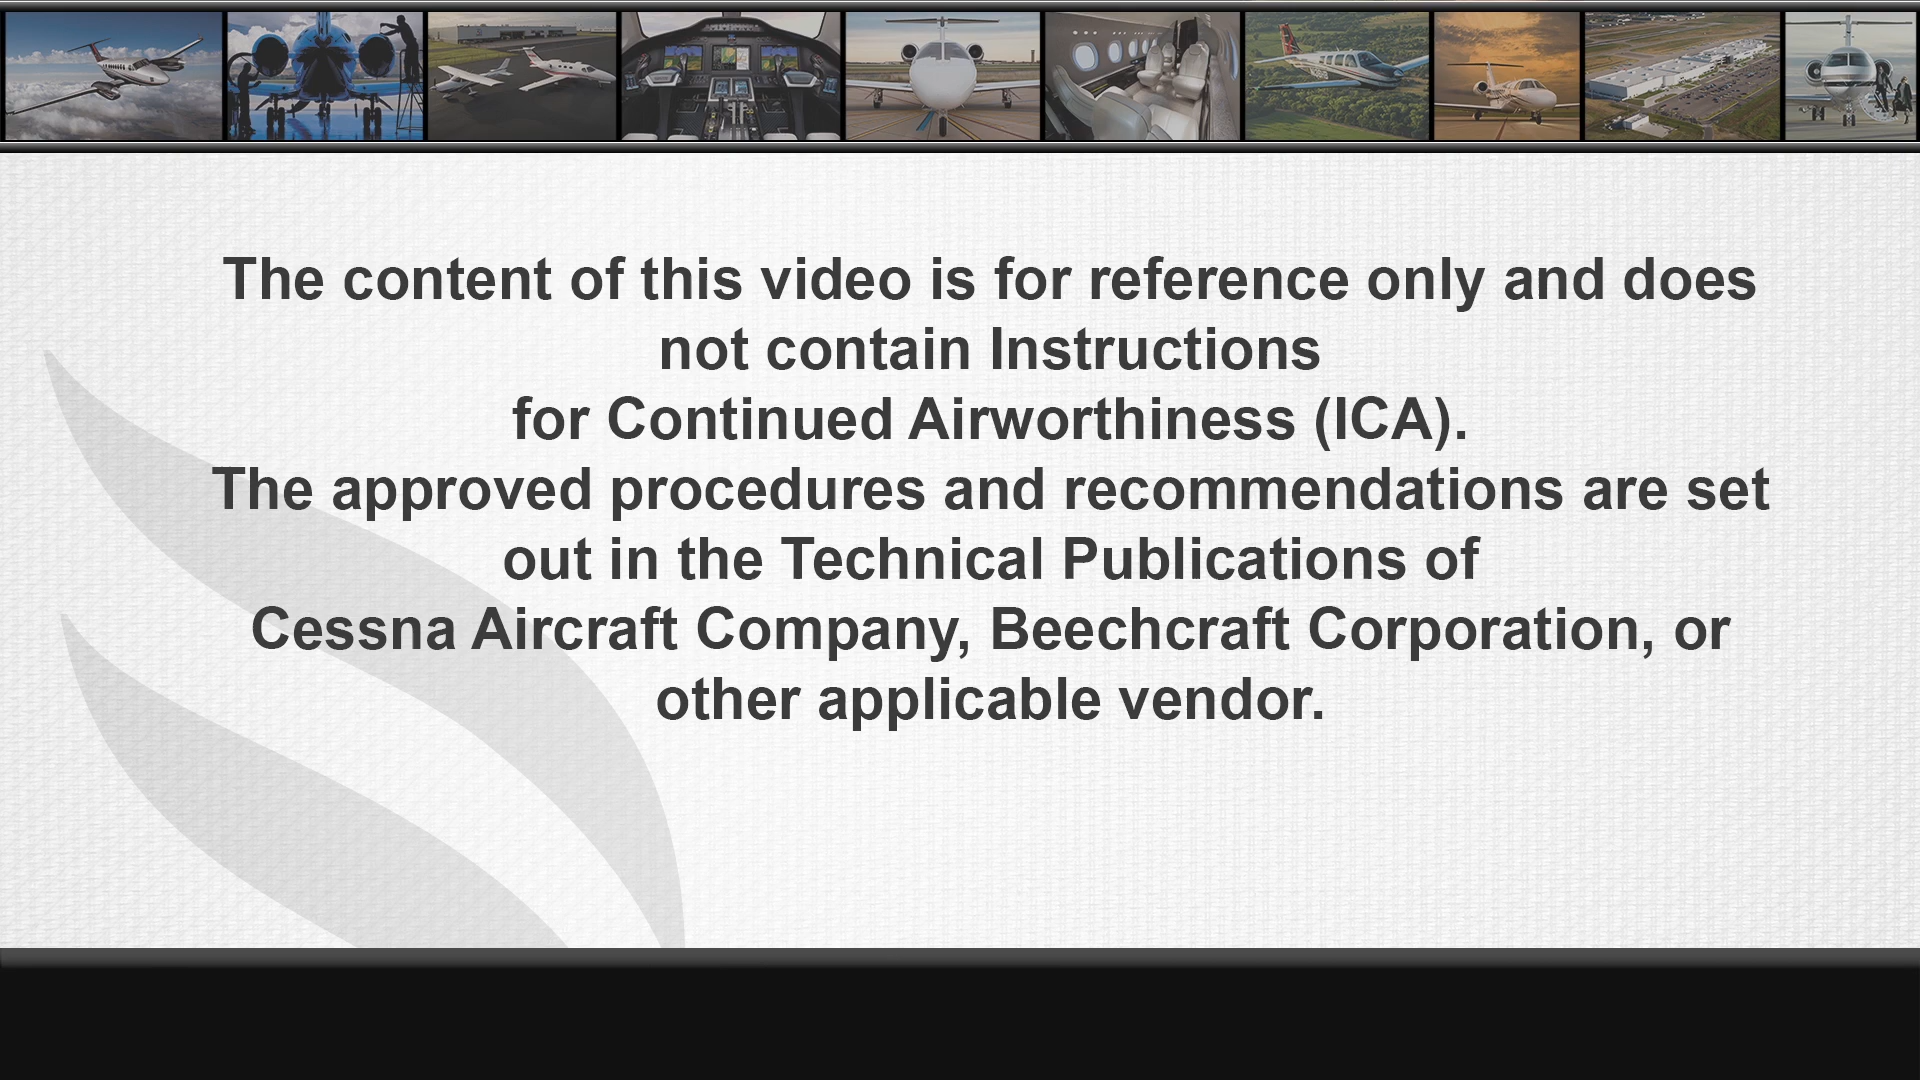 The content of this video is for reference only and does
not contain Instructions
for Continued Airworthiness (ICA).
The approved procedures and recommendations are set
out in the Technical Publications of
Cessna Aircraft Company, Beechcraft Corporation, or
other applicable vendor.